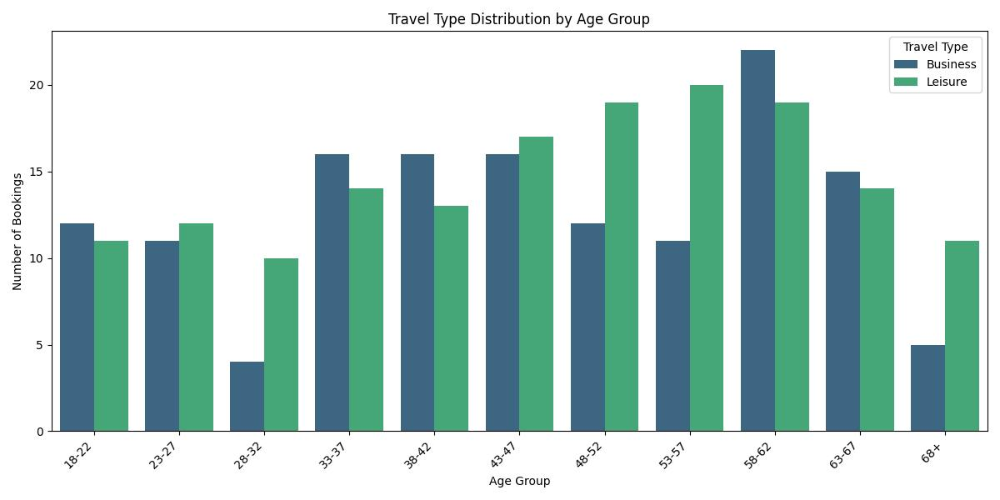 Travel Type Distribution by Age Group
Travel Type
Business
Leisure
Number of Bookings
20
15
10
5
0
18-22
23-27
28-32
33-37
38-42
43-47
48-52
53-57
58-62
63-67
68+
Age Group